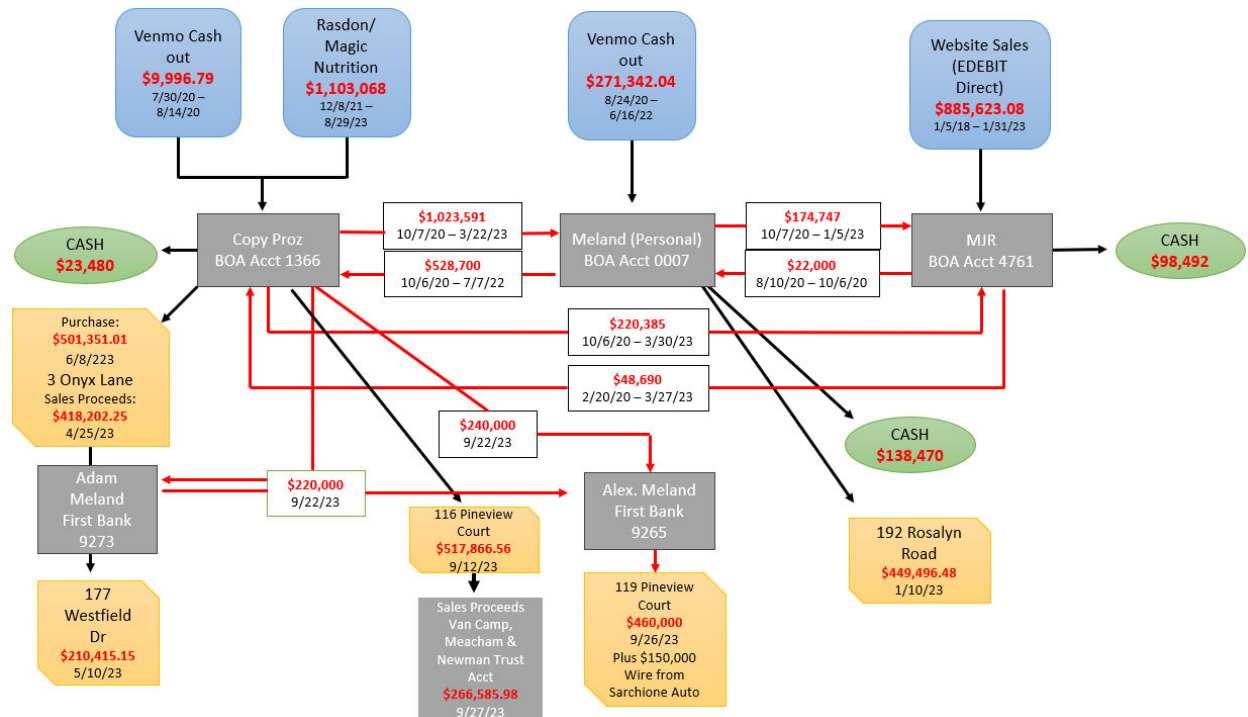 Venmo Cash
out
$9,996.79
7/30/20 –
8/14/20
Rasdon/
Magic
Nutrition
$1,103,068
12/8/21 –
8/29/23
Venmo Cash
out
$271,342.04
8/24/20 –
6/16/22
Website Sales
(EDEBIT
Direct)
$885,623.08
1/5/18 – 1/31/23
CASH
$23,480
Copy Proz
BOA Acct 1366
$1,023,591
10/7/20 – 3/22/23
$528,700
10/6/20 – 7/7/22
Meland (Personal)
BOA Acct 0007
$174,747
10/7/20 – 1/5/23
$22,000
8/10/20 – 10/6/20
MJR
BOA Acct 4761
CASH
$98,492
Purchase:
$501,351.01
6/8/223
3 Onyx Lane
Sales Proceeds:
$418,202.25
4/25/23
$220,385
10/6/20 – 3/30/23
$48,690
2/20/20 – 3/27/23
$240,000
9/22/23
CASH
$138,470
Adam
Meland
First Bank
9273
$220,000
9/22/23
Alex. Meland
First Bank
9265
116 Pineview
Court
$517,866.56
9/12/23
192 Rosalyn
Road
$449,496.48
1/10/23
177
Westfield
Dr
$210,415.15
5/10/23
Sales Proceeds
Van Camp,
Meacham &
Newman Trust
Acct
$266,585.98
9/27/23
119 Pineview
Court
$460,000
9/26/23
Plus $150,000
Wire from
Sarchione Auto